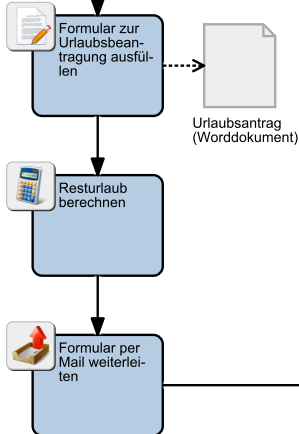 Formular zur
Urlaubsbean-
tragung ausfül-
len
Urlaubsantrag
(Worddokument)
Resturlaub
berechnen
Formular per
Mail weiterlei-
ten